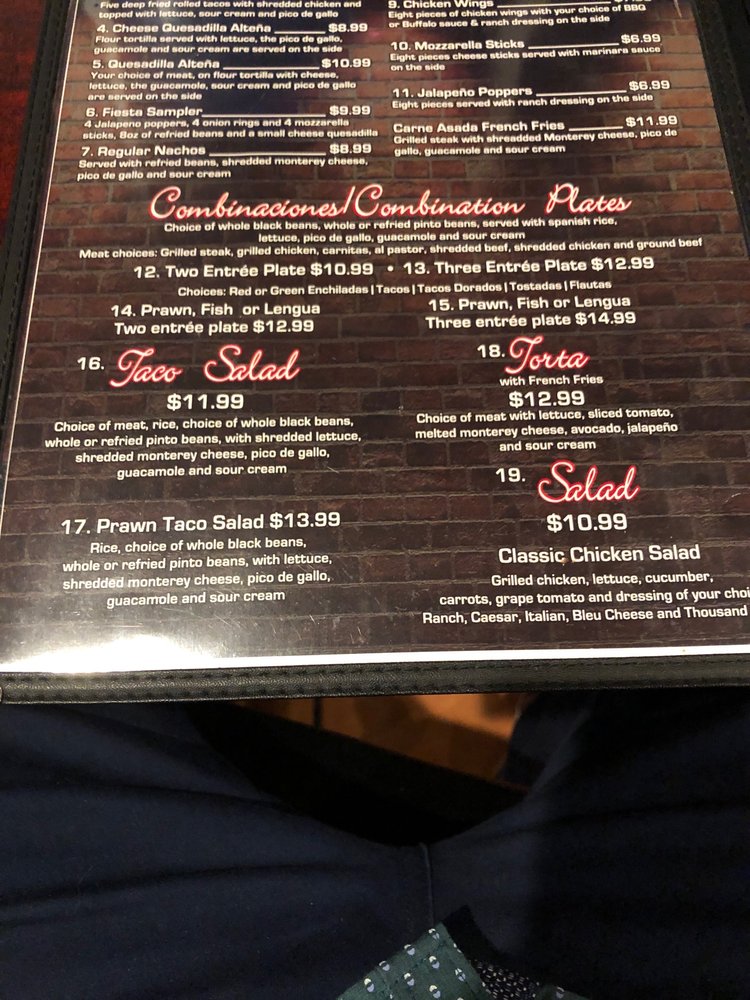 • Five deep fried rolled tacos with shredded chicken and
topped with lettuce, sour cream and pico de gallo
4. Cheese Quesadilla Alteña $8.99
Flour tortilla served with lettuce, the pico de gallo,
guacamole and sour cream are served on the side
5. Quesadilla Alteña $10.99
Your choice of meat, on flour tortilla with cheese,
lettuce, the guacamole, sour cream and pico de gallo
are served on the side
6. Fiesta Sampler $9.99
4 Jalapeno poppers, 4 onion rings and 4 mozzarella
sticks, 8oz of refried beans and a small cheese quesadilla
7. Regular Nachos $8.99
Served with refried beans, shredded monterey cheese,
pico de gallo and sour cream
9. Chicken Wings
Eight pieces of chicken wings with your choice of BBQ
or Buffalo sauce & ranch dressing on the side
10. Mozzarella Sticks $6.99
Eight pieces cheese sticks served with marinara sauce
on the side
11. Jalapeño Poppers $6.99
Eight pieces served with ranch dressing on the side
Carne Asada French Fries $11.99
Grilled steak with shreadded Monterey cheese, pico de
gallo, guacamole and sour cream
Combinaciones/Combination Plates
Choice of whole black beans, whole or refried pinto beans, served with spanish rice,
lettuce, pico de gallo, guacamole and sour cream
Meat choices: Grilled steak, grilled chicken, carnitas, al pastor, shredded beef, shredded chicken and ground beef
12. Two Entrée Plate $10.99 • 13. Three Entrée Plate $12.99
Choices: Red or Green Enchiladas | Tacos | Tacos Dorados | Tostadas | Flautas
14. Prawn, Fish or Lengua
Two entrée plate $12.99
15. Prawn, Fish or Lengua
Three entrée plate $14.99
16. Taco Salad
$11.99
Choice of meat, rice, choice of whole black beans,
whole or refried pinto beans, with shredded lettuce,
shredded monterey cheese, pico de gallo,
guacamole and sour cream
17. Prawn Taco Salad $13.99
Rice, choice of whole black beans,
whole or refried pinto beans, with lettuce,
shredded monterey cheese, pico de gallo,
guacamole and sour cream
18. Torta
with French Fries
$12.99
Choice of meat with lettuce, sliced tomato,
melted monterey cheese, avocado, jalapeño
and sour cream
19. Salad
$10.99
Classic Chicken Salad
Grilled chicken, lettuce, cucumber,
carrots, grape tomato and dressing of your choi
Ranch, Caesar, Italian, Bleu Cheese and Thousand